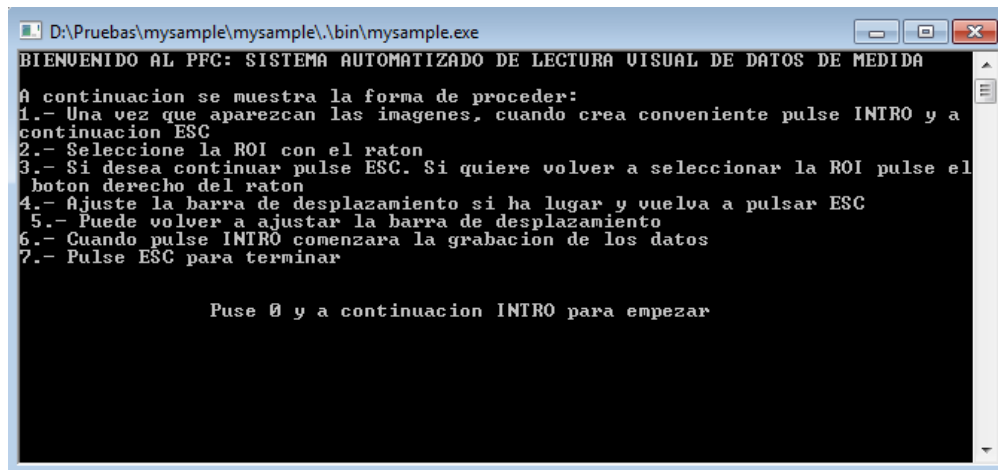 D:\Pruebas\mysample\mysample\.\bin\mysample.exe
BIENVENIDO AL PFC: SISTEMA AUTOMATIZADO DE LECTURA VISUAL DE DATOS DE MEDIDA
A continuacion se muestra la forma de proceder:
1.- Una vez que aparezcan las imagenes, cuando crea conveniente pulse INTRO y a
continuacion ESC
2.- Seleccione la ROI con el raton
3.- Si desea continuar pulse ESC. Si quiere volver a seleccionar la ROI pulse el
boton derecho del raton
4.- Ajuste la barra de desplazamiento si ha lugar y vuelva a pulsar ESC
5.- Puede volver a ajustar la barra de desplazamiento
6.- Cuando pulse INTRO comenzara la grabacion de los datos
7.- Pulse ESC para terminar
Puse 0 y a continuacion INTRO para empezar